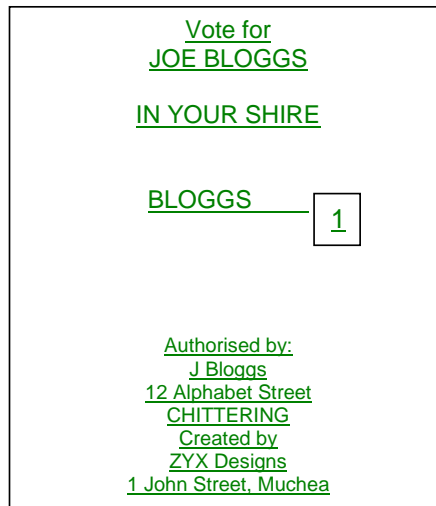 Vote for
JOE BLOGGS
IN YOUR SHIRE
BLOGGS 1
Authorised by:
J Bloggs
12 Alphabet Street
CHITTERING
Created by
ZYX Designs
1 John Street, Muchea